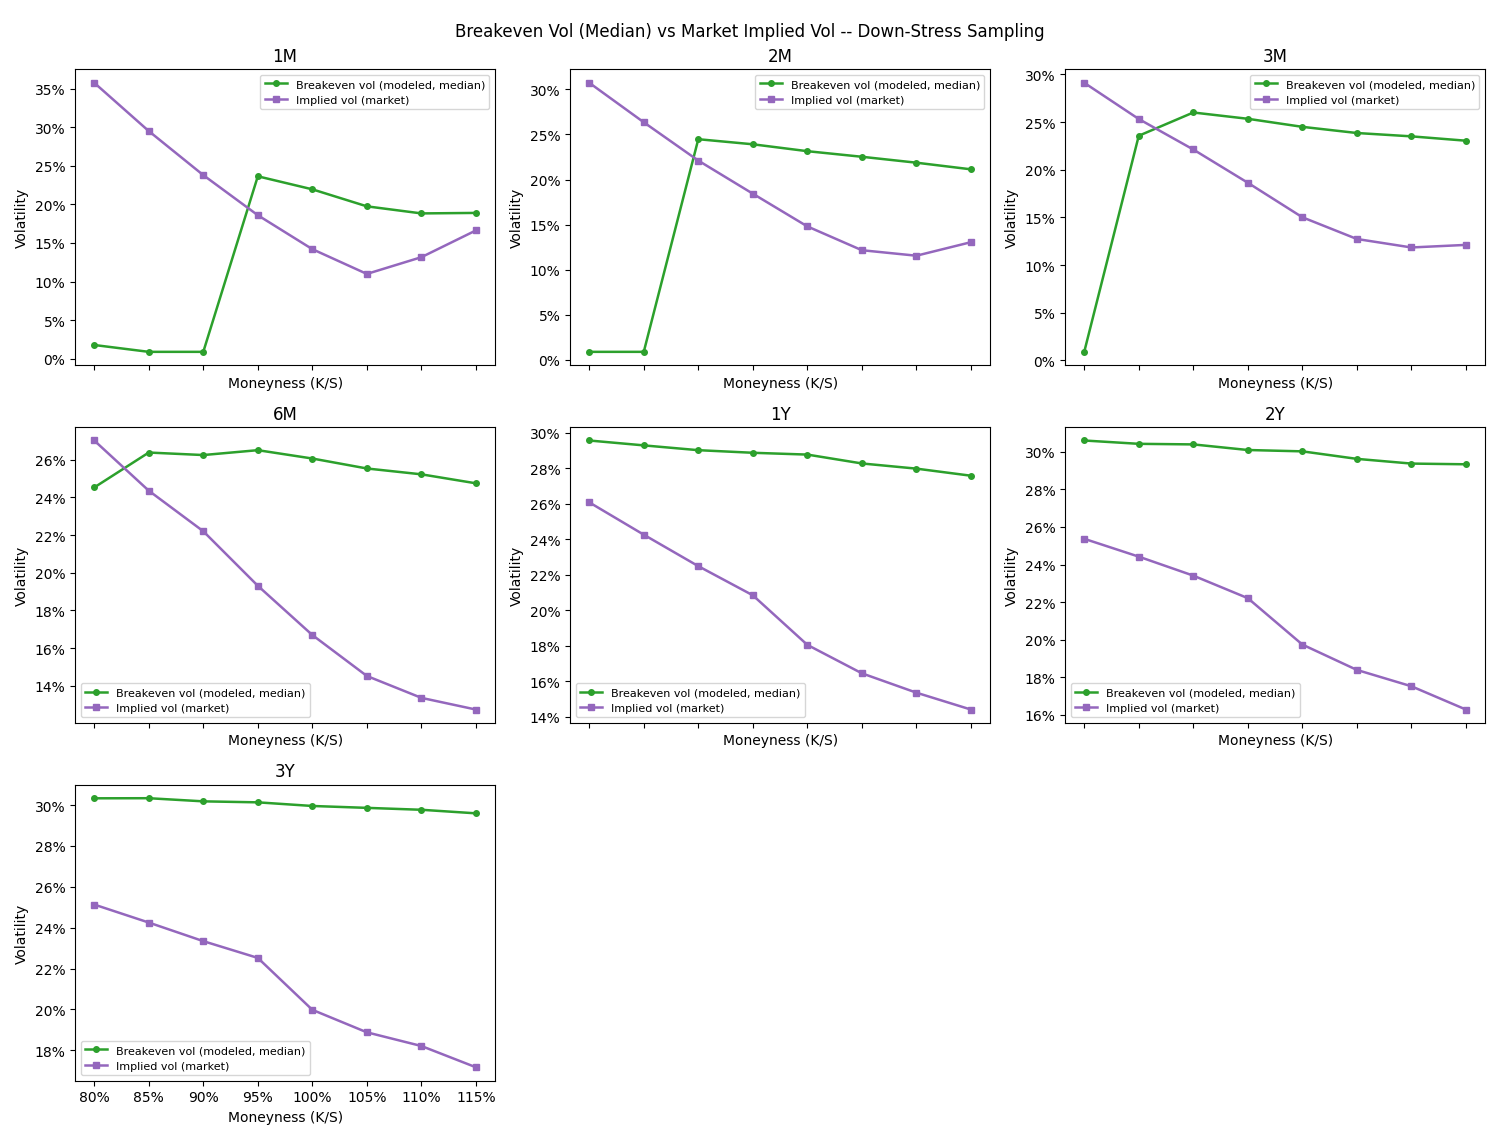 Breakeven Vol (Median) vs Market Implied Vol -- Down-Stress Sampling
1M
Volatility
35%
30%
25%
20%
15%
10%
5%
0%
Breakeven vol (modeled, median)
Implied vol (market)
Moneyness (K/S)
2M
Volatility
30%
25%
20%
15%
10%
5%
0%
Breakeven vol (modeled, median)
Implied vol (market)
Moneyness (K/S)
3M
Volatility
30%
25%
20%
15%
10%
5%
0%
Breakeven vol (modeled, median)
Implied vol (market)
Moneyness (K/S)
6M
Volatility
26%
24%
22%
20%
18%
16%
14%
Breakeven vol (modeled, median)
Implied vol (market)
Moneyness (K/S)
1Y
Volatility
30%
28%
26%
24%
22%
20%
18%
16%
14%
Breakeven vol (modeled, median)
Implied vol (market)
Moneyness (K/S)
2Y
Volatility
30%
28%
26%
24%
22%
20%
18%
16%
Breakeven vol (modeled, median)
Implied vol (market)
Moneyness (K/S)
3Y
Volatility
30%
28%
26%
24%
22%
20%
18%
Breakeven vol (modeled, median)
Implied vol (market)
80% 85% 90% 95% 100% 105% 110% 115%
Moneyness (K/S)